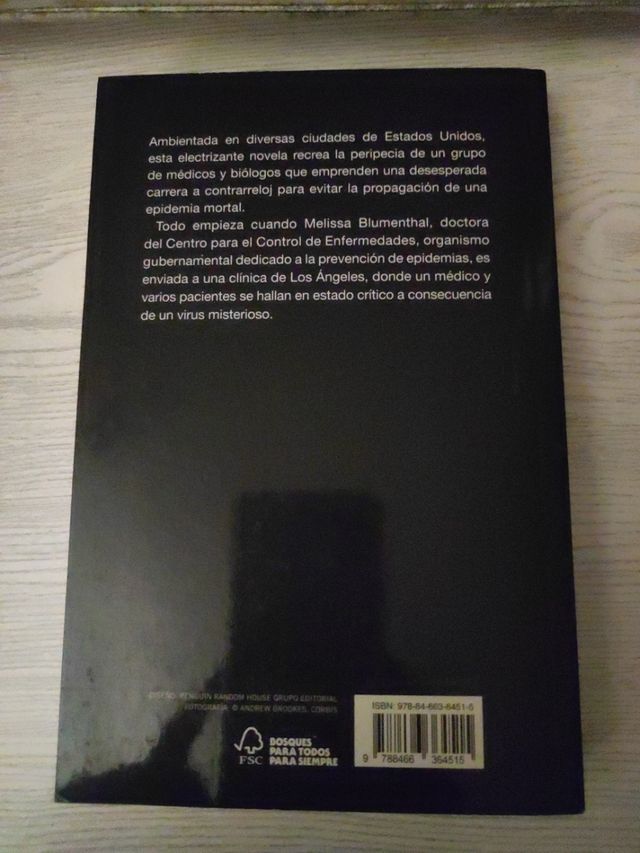 Ambientada en diversas ciudades de Estados Unidos,
esta electrizante novela recrea la peripecia de un grupo
de médicos y biólogos que emprenden una desesperada
carrera a contrarreloj para evitar la propagación de una
epidemia mortal.
Todo empieza cuando Melissa Blumenthal, doctora
del Centro para el Control de Enfermedades, organismo
gubernamental dedicado a la prevención de epidemias, es
enviada a una clínica de Los Ángeles, donde un médico y
varios pacientes se hallan en estado crítico a consecuencia
de un virus misterioso.
DISEÑO: PENGUIN RANDOM HOUSE GRUPO EDITORIAL
FOTOGRAFÍA: © ANDREW BROOKES, CORBIS
FSC
BOSQUES
PARA TODOS
PARA SIEMPRE
ISBN: 978-84-663-6451-5
9 788466 364515